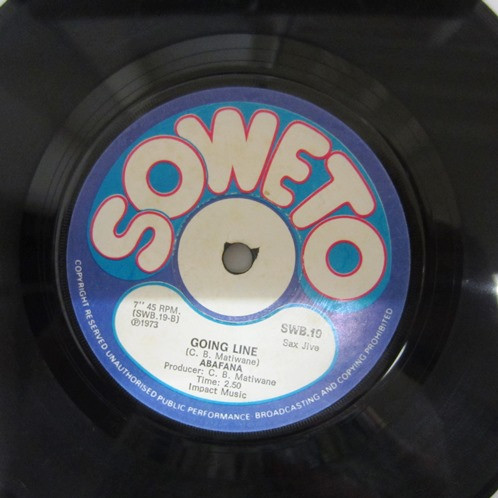 SOWETO
7" 45 RPM.
(SWB.19-B)
℗1973
SWB.19
Sax Jive
GOING LINE
(C. B. Matiwane)
ABAFANA
Producer: C. B. Matiwane
Time: 2.50
Impact Music
COPYRIGHT RESERVED UNAUTHORISED PUBLIC PERFORMANCE BROADCASTING AND COPYING PROHIBITED